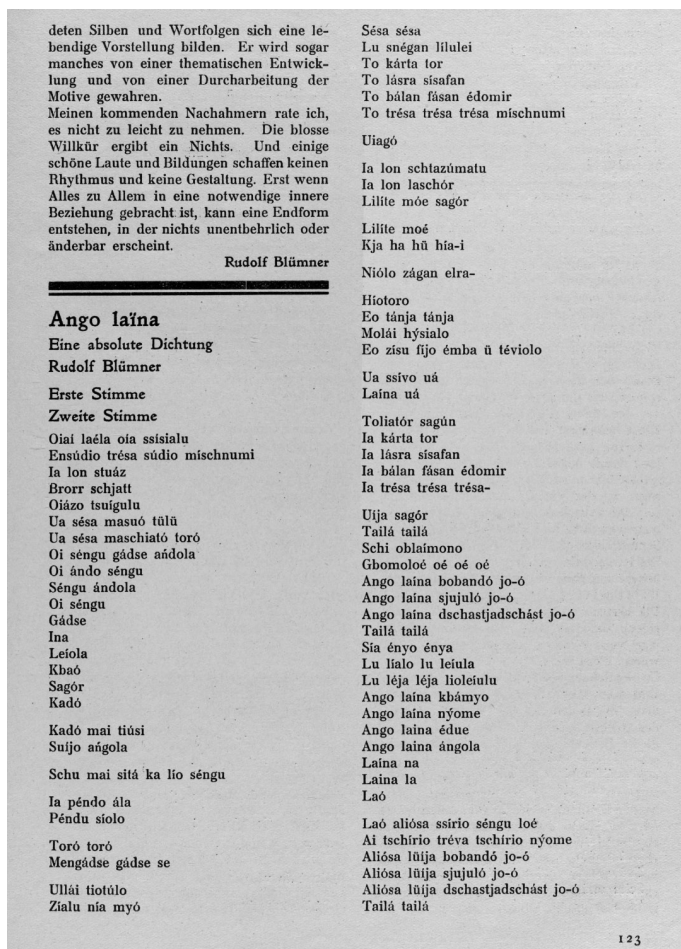 deten Silben und Wortfolgen sich eine le-
bendige Vorstellung bilden. Er wird sogar
manches von einer thematischen Entwick-
lung und von einer Durcharbeitung der
Motive gewahren.
Meinen kommenden Nachahmern rate ich,
es nicht zu leicht zu nehmen. Die blosse
Willkür ergibt ein Nichts. Und einige
schöne Laute und Bildungen schaffen keinen
Rhythmus und keine Gestaltung. Erst wenn
Alles zu Allem in eine notwendige innere
Beziehung gebracht ist, kann eine Endform
entstehen, in der nichts unentbehrlich oder
änderbar erscheint.
Rudolf Blümner
Ango laïna
Eine absolute Dichtung
Rudolf Blümner
Erste Stimme
Zweite Stimme
Oiaí laéla oía ssísialu
Ensúdio trésa súdio míschnumi
Ia lon stuáz
Brorr schjatt
Oiázo tsuígulu
Ua sésa masuó tülü
Ua sésa maschiató toró
Oi séngu gádse ańdola
Oi ándo séngu
Séngu ándola
Oi séngu
Gádse
Ina
Leíola
Kbaó
Sagór
Kadó
Kadó mai tiúsi
Suíjo ańgola
Schu mai sitá ka lío séngu
Ia péndo ála
Péndu síolo
Toró toró
Mengádse gádse se
Ullái tiotúlo
Zíalu nía myó
Sésa sésa
Lu snégan lílulei
To kárta tor
To lásra sísafan
To bálan fásan édomir
To trésa trésa trésa míschnumi
Uiagó
Ia lon schtazúmatu
Ia lon laschór
Lilíte móe sagór
Lilíte moé
Kja ha hü hía-i
Niólo zágan elra-
Híotoro
Eo tánja tánja
Molái hýsialo
Eo zísu fíjo émba ü téviolo
Ua ssívo uá
Laína uá
Toliatór sagún
Ia kárta tor
Ia lásra sísafan
Ia bálan fásan édomir
Ia trésa trésa trésa-
Uíja sagór
Tailá tailá
Schi oblaímono
Gbomoloé oé oé oé
Ango laína bobandó jo-ó
Ango laína sjujuló jo-ó
Ango laína dschastjadschást jo-ó
Tailá tailá
Sía ényo énya
Lu líalo lu leíula
Lu léja léja lioleíulu
Ango laína kbámyo
Ango laína nýome
Ango laina édue
Ango laina ángola
Laína na
Laina la
Laó
Laó aliósa ssírio séngu loé
Ai tschírio tréva tschírio nýome
Aliósa lüíja bobandó jo-ó
Aliósa lüíja sjujuló jo-ó
Aliósa lüíja dschastjadschást jo-ó
Tailá tailá
123